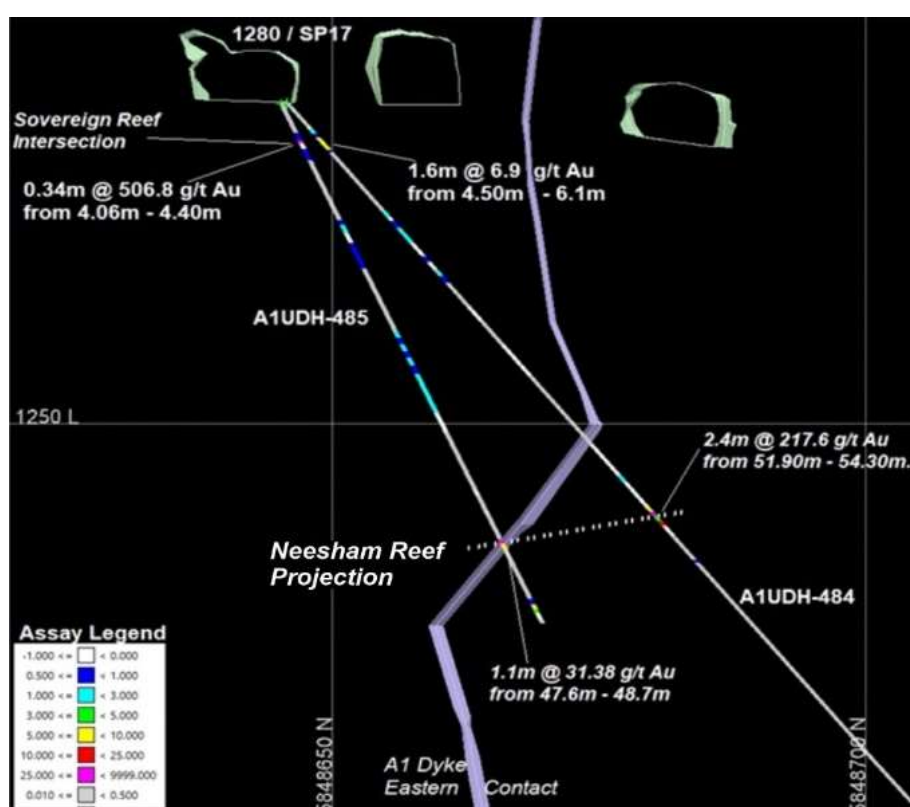 1280 / SP17
Sovereign Reef
Intersection
0.34m @ 506.8 g/t Au
from 4.06m - 4.40m
1.6m @ 6.9 g/t Au
from 4.50m - 6.1m
A1UDH-485
1250 L
2.4m @ 217.6 g/t Au
from 51.90m - 54.30m.
Neesham Reef
Projection
A1UDH-484
1.1m @ 31.38 g/t Au
from 47.6m - 48.7m
A1 Dyke
Eastern Contact
6848650 N
6848700 N
Assay Legend
-1.000 <= < 0.000
0.500 <= < 1.000
1.000 <= < 3.000
3.000 <= < 5.000
5.000 <= < 10.000
10.000 <= < 25.000
25.000 <= < 9999.000
0.010 <= < 0.500